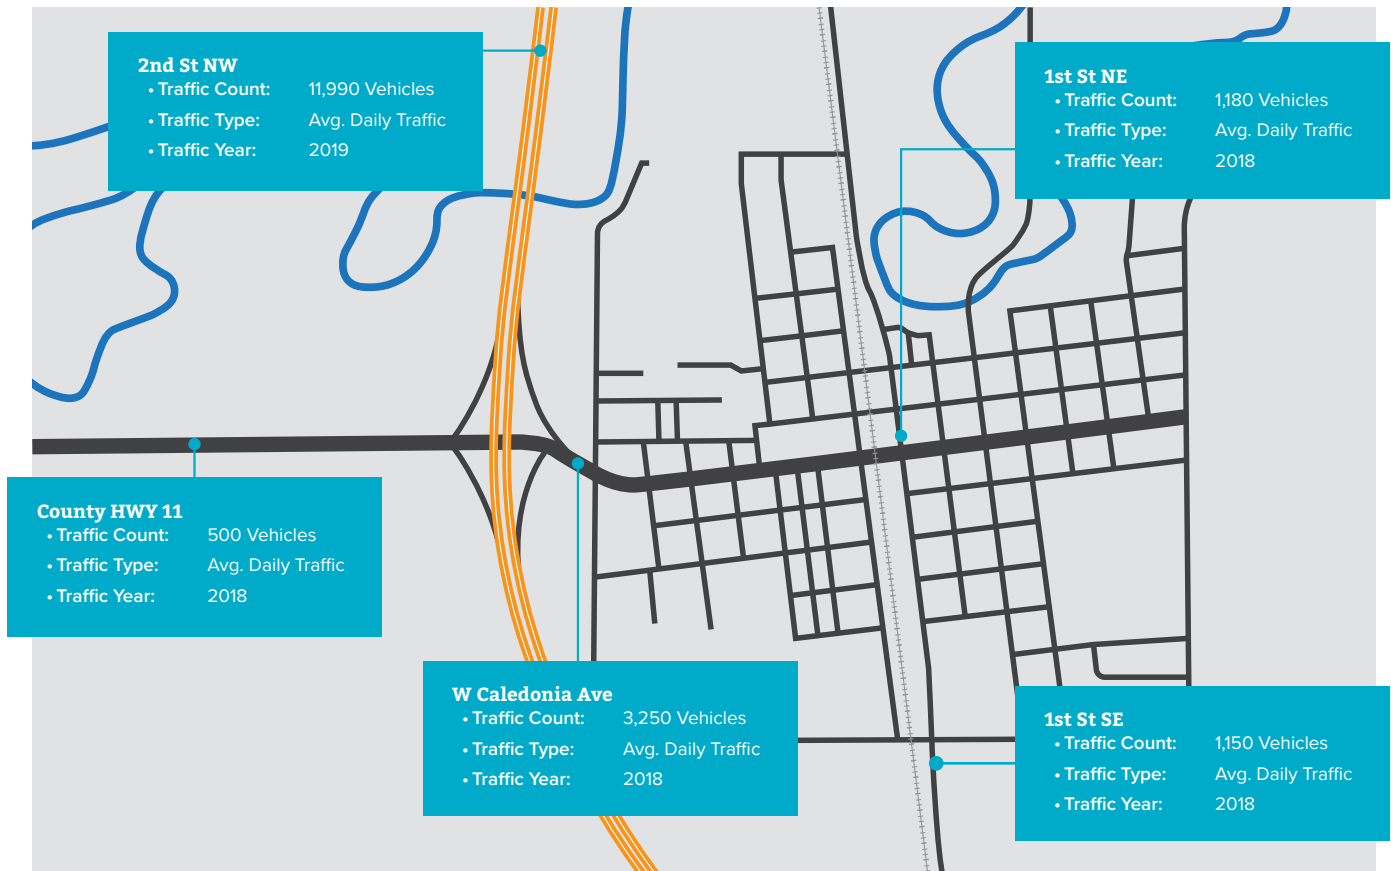 2nd St NW
• Traffic Count: 11,990 Vehicles
• Traffic Type: Avg. Daily Traffic
• Traffic Year: 2019
1st St NE
• Traffic Count: 1,180 Vehicles
• Traffic Type: Avg. Daily Traffic
• Traffic Year: 2018
County HWY 11
• Traffic Count: 500 Vehicles
• Traffic Type: Avg. Daily Traffic
• Traffic Year: 2018
W Caledonia Ave
• Traffic Count: 3,250 Vehicles
• Traffic Type: Avg. Daily Traffic
• Traffic Year: 2018
1st St SE
• Traffic Count: 1,150 Vehicles
• Traffic Type: Avg. Daily Traffic
• Traffic Year: 2018